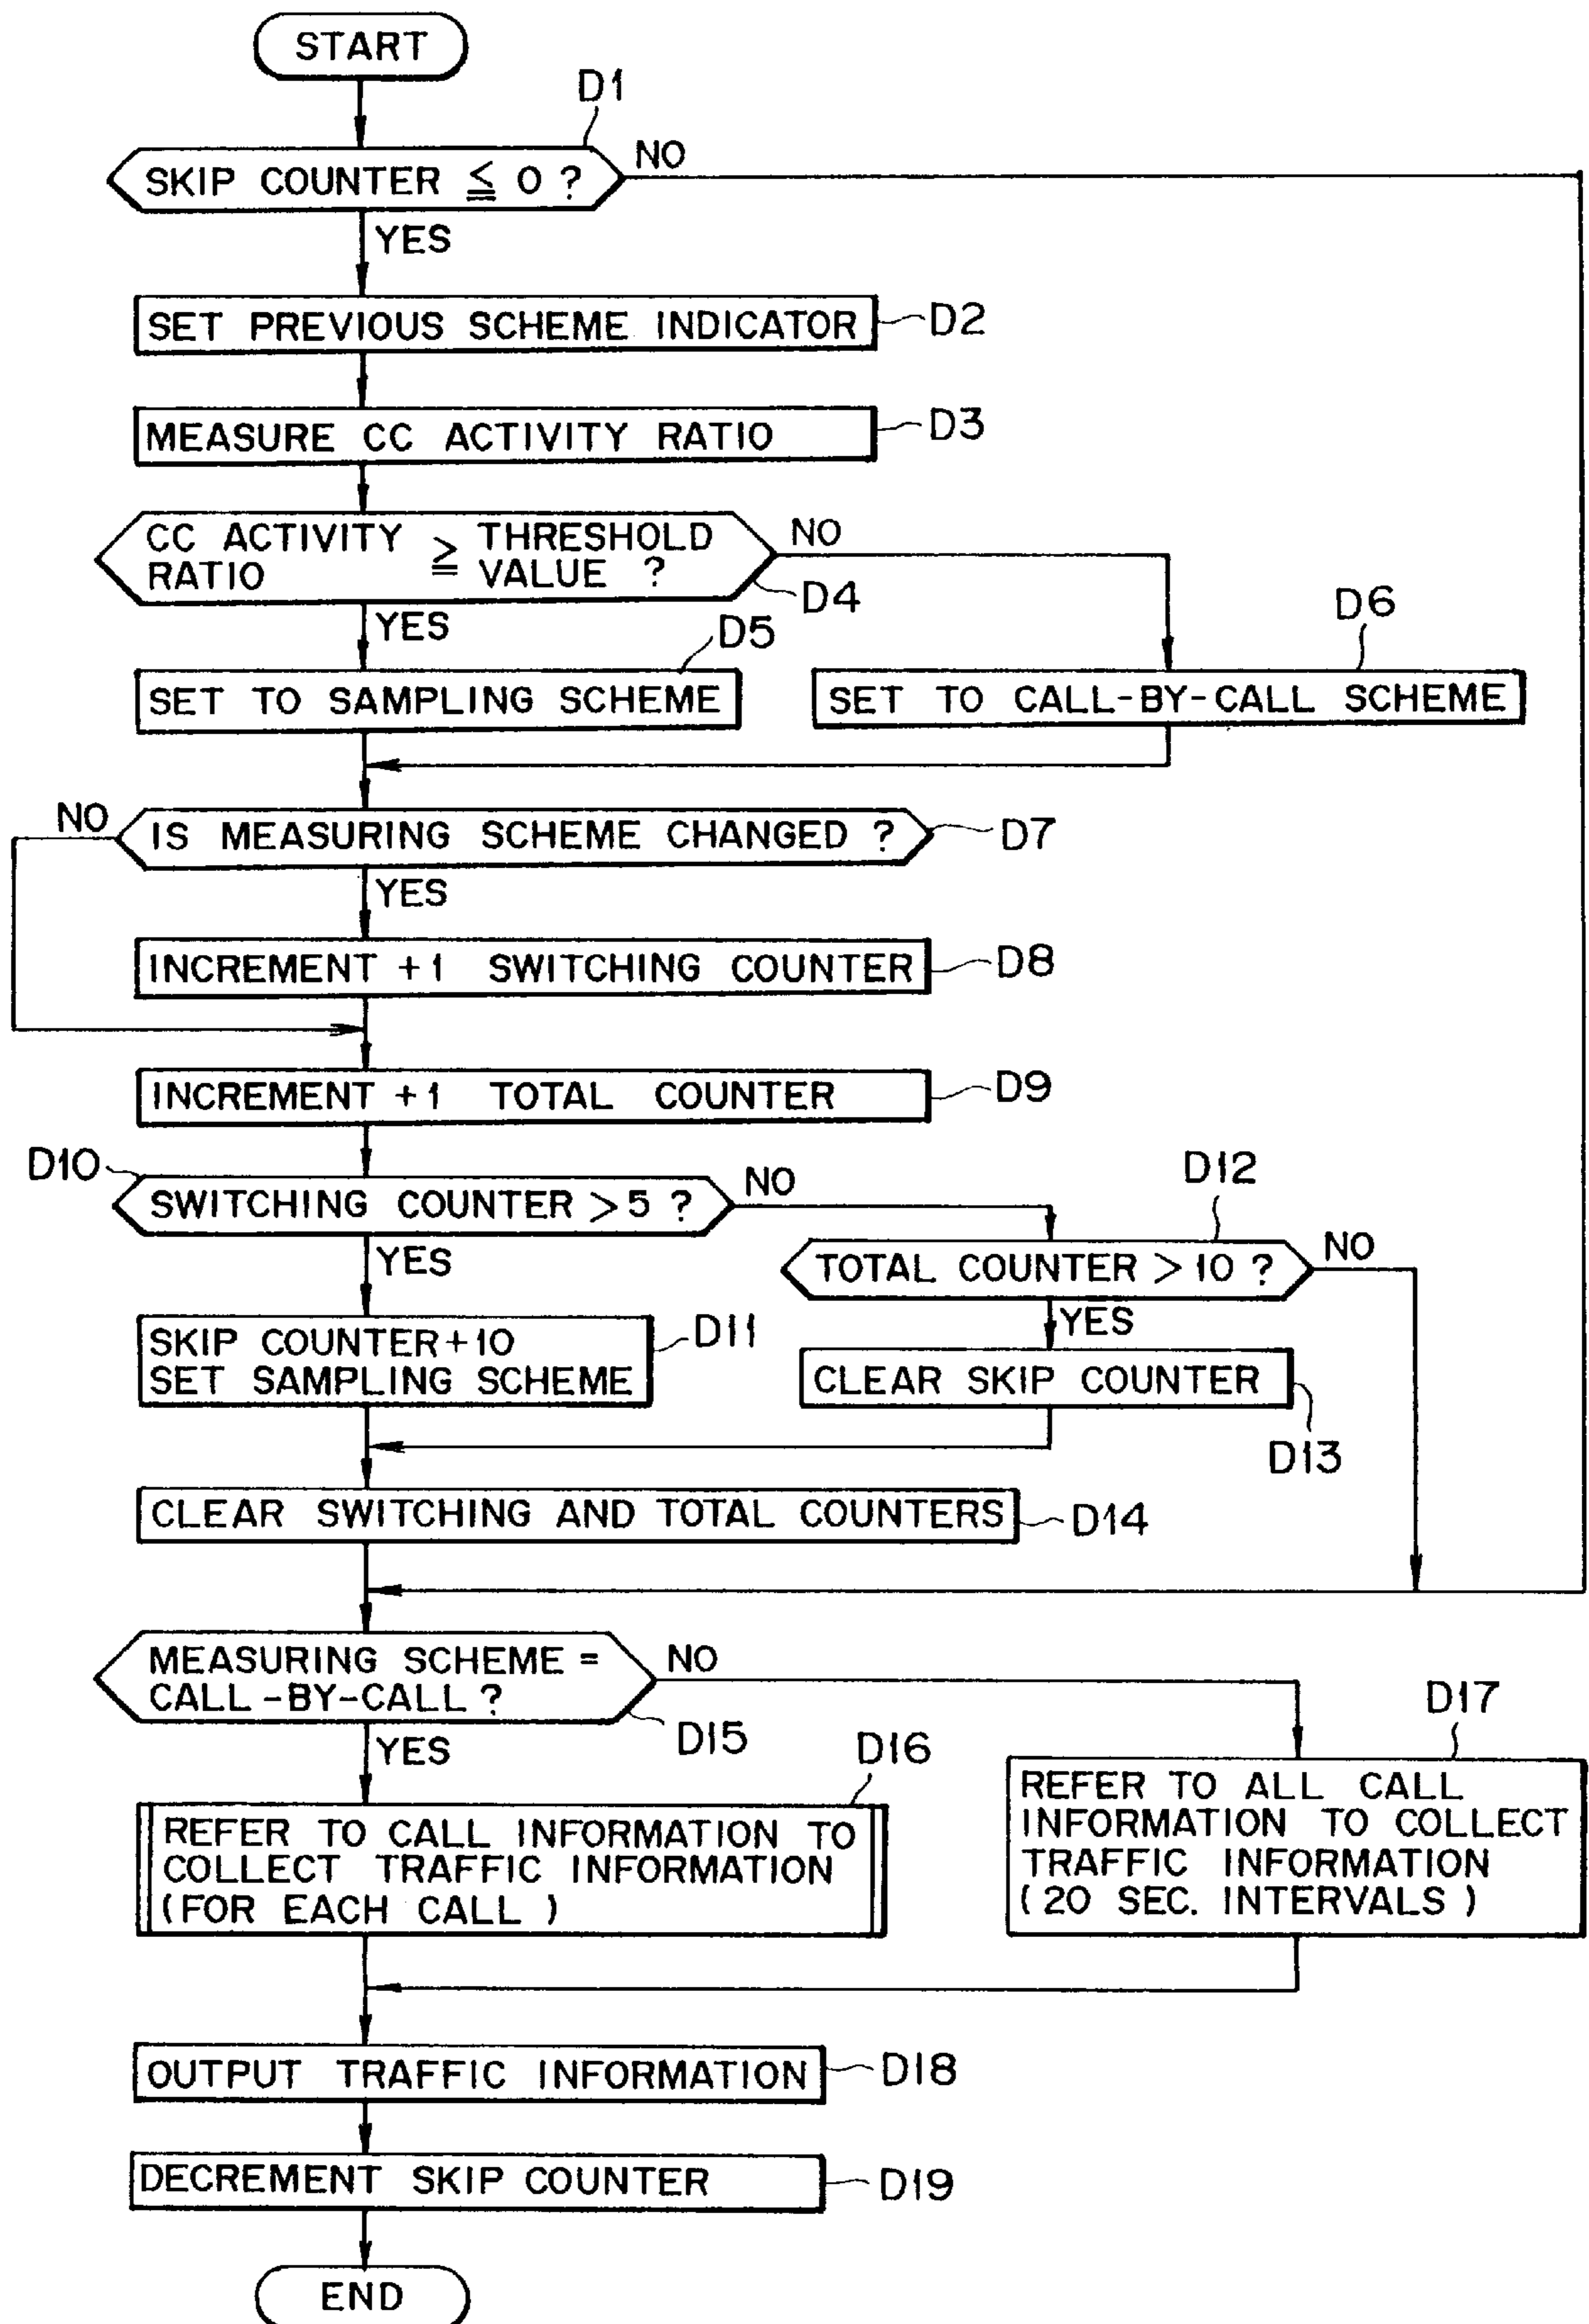 START
D1
SKIP COUNTER ≦ 0 ?
NO
YES
SET PREVIOUS SCHEME INDICATOR
D2
MEASURE CC ACTIVITY RATIO
D3
CC ACTIVITY RATIO ≧ THRESHOLD VALUE ?
NO
D4
YES
D5
D6
SET TO SAMPLING SCHEME
SET TO CALL-BY-CALL SCHEME
NO
IS MEASURING SCHEME CHANGED ?
D7
YES
INCREMENT +1 SWITCHING COUNTER
D8
INCREMENT +1 TOTAL COUNTER
D9
D10
SWITCHING COUNTER > 5 ?
NO
D12
YES
TOTAL COUNTER > 10 ?
NO
YES
SKIP COUNTER+10
SET SAMPLING SCHEME
D11
CLEAR SKIP COUNTER
D13
CLEAR SWITCHING AND TOTAL COUNTERS
D14
MEASURING SCHEME =
CALL-BY-CALL ?
NO
D15
YES
D16
D17
REFER TO CALL INFORMATION TO
COLLECT TRAFFIC INFORMATION
(FOR EACH CALL )
REFER TO ALL CALL
INFORMATION TO COLLECT
TRAFFIC INFORMATION
( 20 SEC. INTERVALS )
OUTPUT TRAFFIC INFORMATION
D18
DECREMENT SKIP COUNTER
D19
END